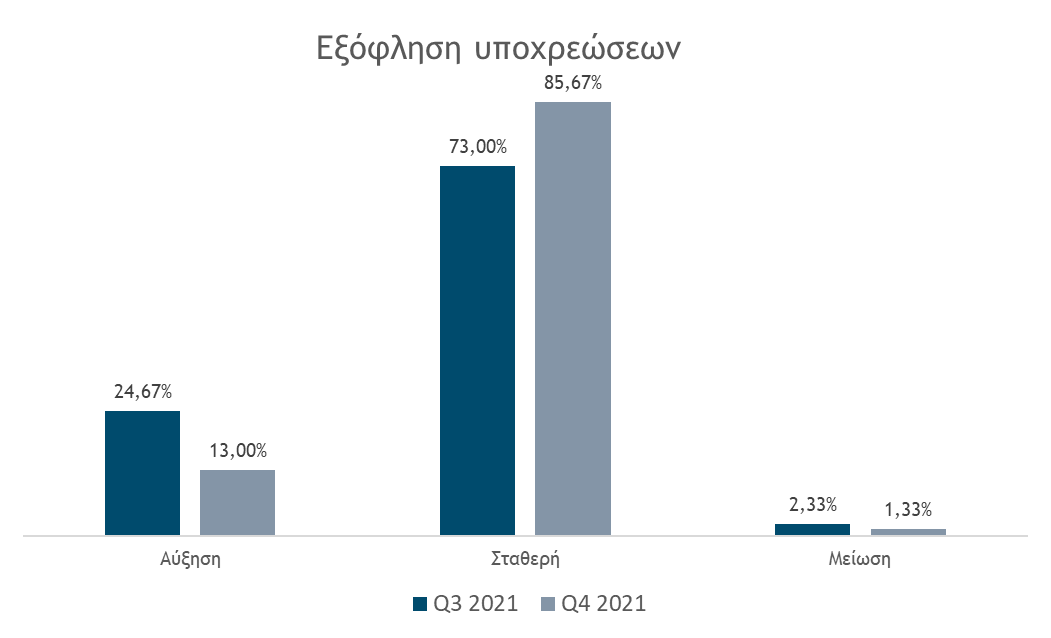 Εξόφληση υποχρεώσεων
85,67%
73,00%
24,67%
13,00%
2,33%
1,33%
Αύξηση
Σταθερή
Μείωση
Q3 2021
Q4 2021